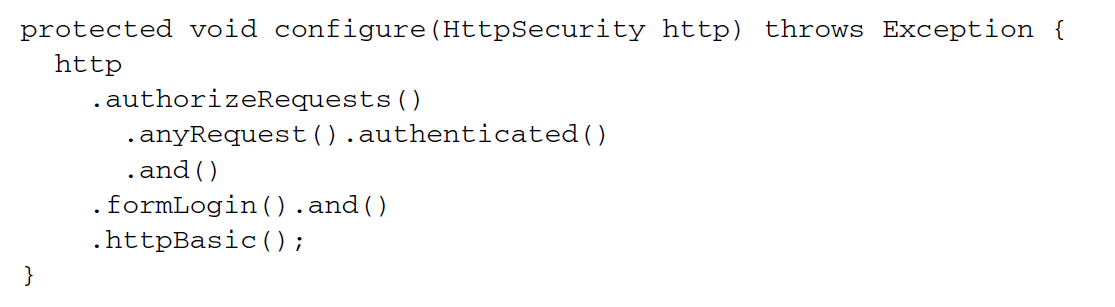 protected void configure(HttpSecurity http) throws Exception {
  http
    .authorizeRequests()
      .anyRequest().authenticated()
      .and()
    .formLogin().and()
    .httpBasic();
}